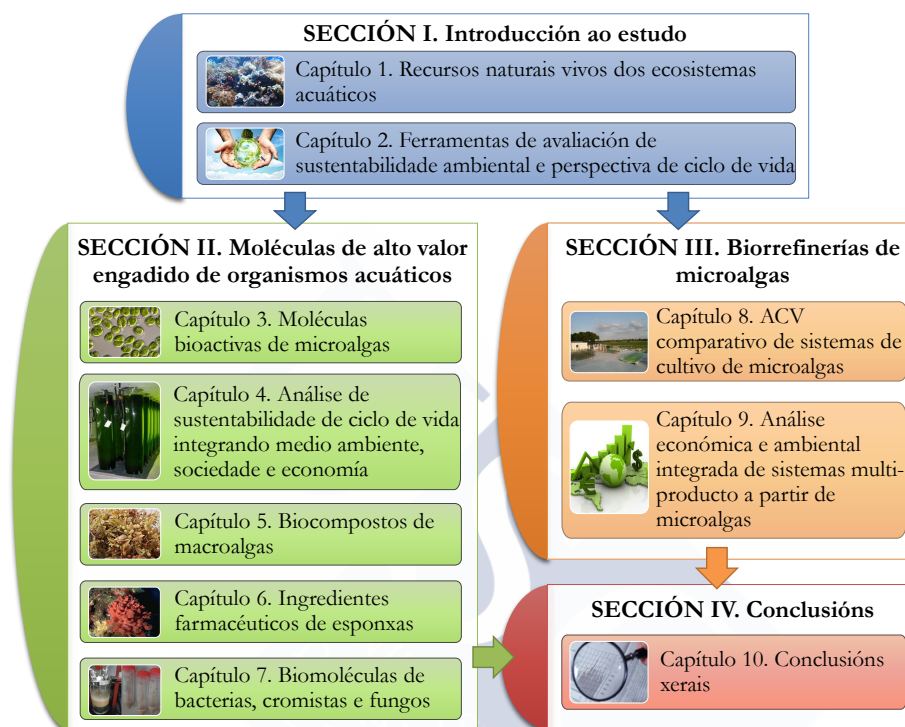 SECCIÓN I. Introducción ao estudo
Capítulo 1. Recursos naturais vivos dos ecosistemas
acuáticos
Capítulo 2. Ferramentas de avaliación de
sustentabilidade ambiental e perspectiva de ciclo de vida
SECCIÓN II. Moléculas de alto valor
engadido de organismos acuáticos
Capítulo 3. Moléculas
bioactivas de microalgas
Capítulo 4. Análise de
sustentabilidade de ciclo de vida
integrando medio ambiente,
sociedade e economía
Capítulo 5. Biocompostos de
macroalgas
Capítulo 6. Ingredientes
farmacéuticos de esponxas
Capítulo 7. Biomoléculas de
bacterias, cromistas e fungos
SECCIÓN III. Biorrefinerías de
microalgas
Capítulo 8. ACV
comparativo de sistemas de
cultivo de microalgas
Capítulo 9. Análise
económica e ambiental
integrada de sistemas multi-
producto a partir de
microalgas
SECCIÓN IV. Conclusións
Capítulo 10. Conclusións
xerais